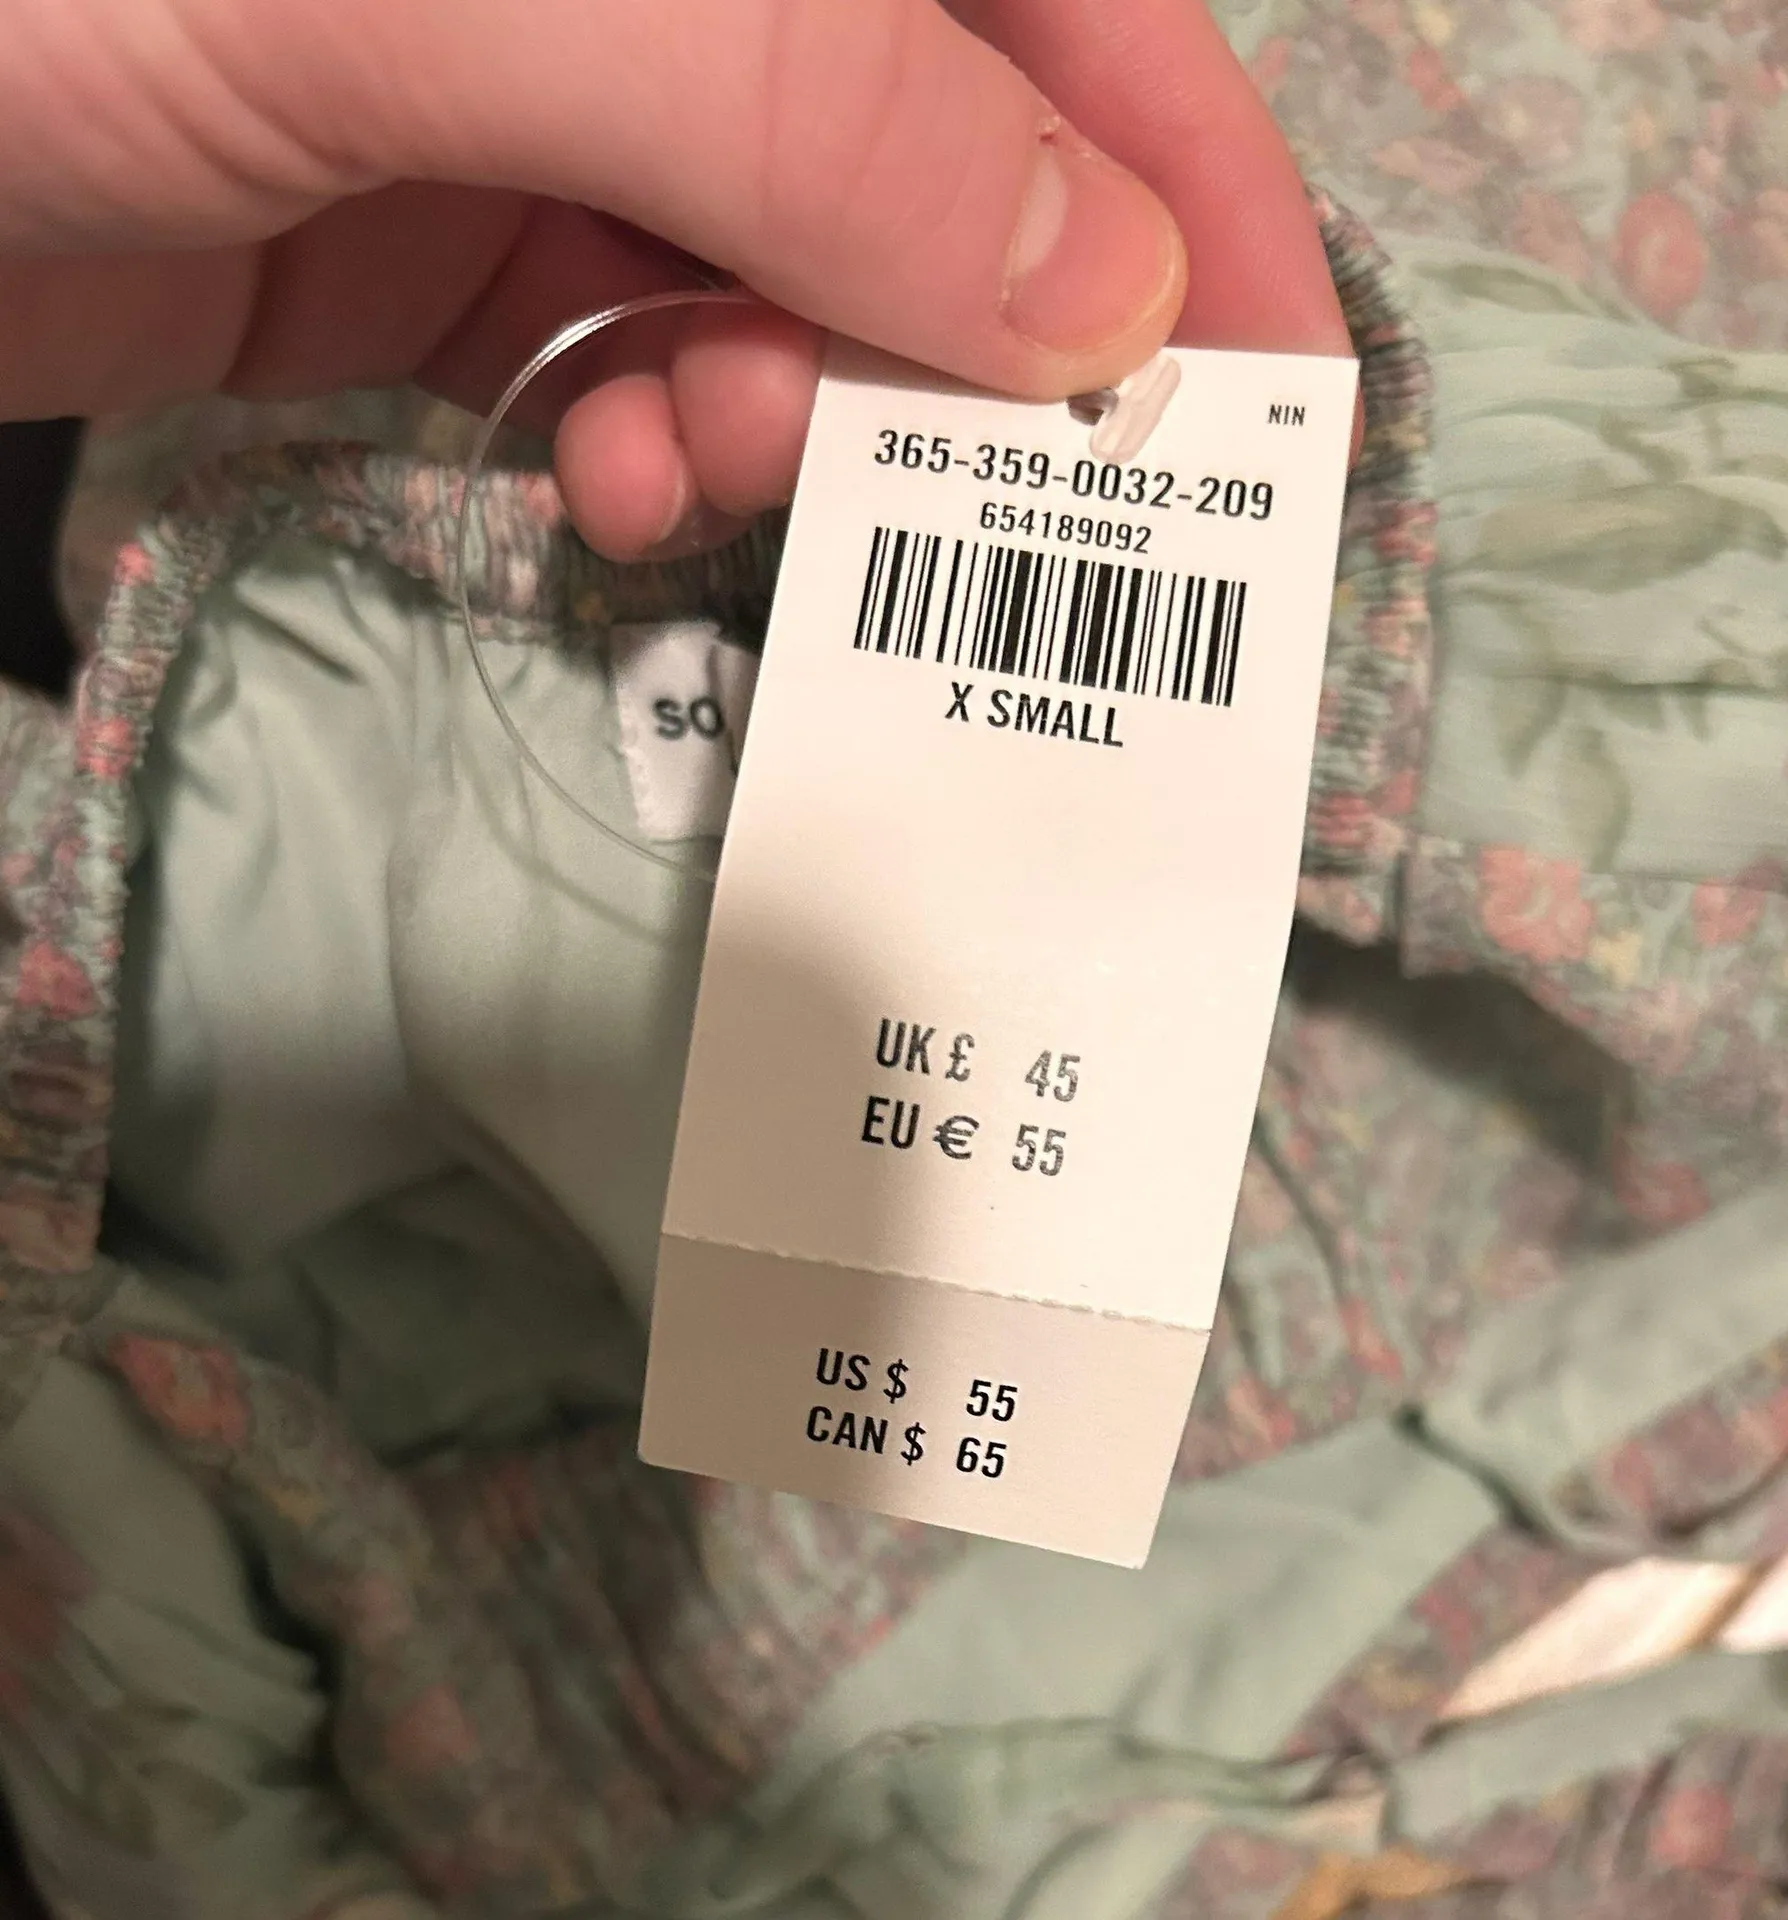 NIN
365-359-0032-209
654189092
X SMALL
so
UK £ 45
EU € 55
US $ 55
CAN $ 65